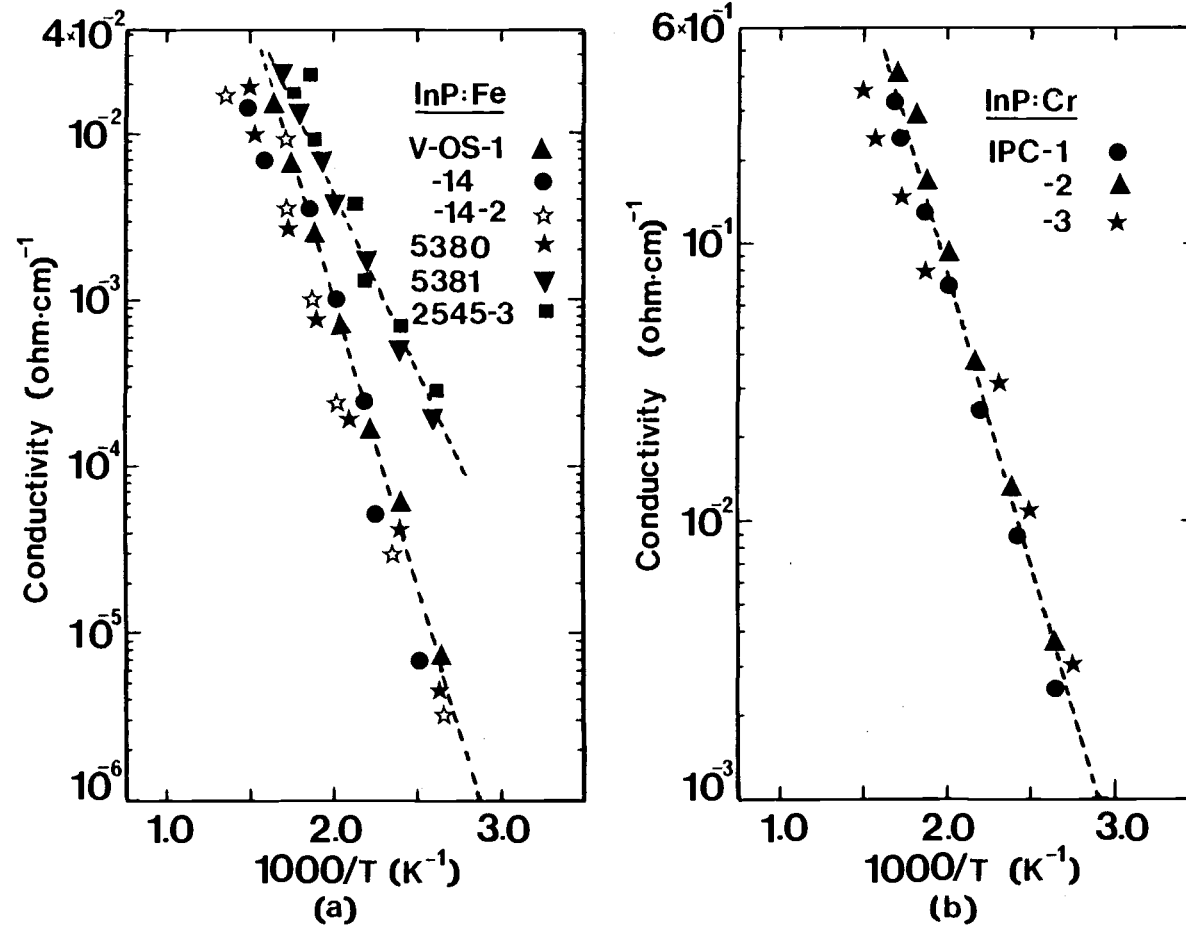 4×10⁻²
10⁻²
10⁻³
10⁻⁴
10⁻⁵
10⁻⁶
Conductivity (ohm·cm)⁻¹
InP:Fe
V-OS-1
-14
-14-2
5380
5381
2545-3
1.0 2.0 3.0
1000/T (K⁻¹)
(a)
6×10⁻¹
10⁻¹
10⁻²
10⁻³
Conductivity (ohm·cm)⁻¹
InP:Cr
IPC-1
-2
-3
1.0 2.0 3.0
1000/T (K⁻¹)
(b)